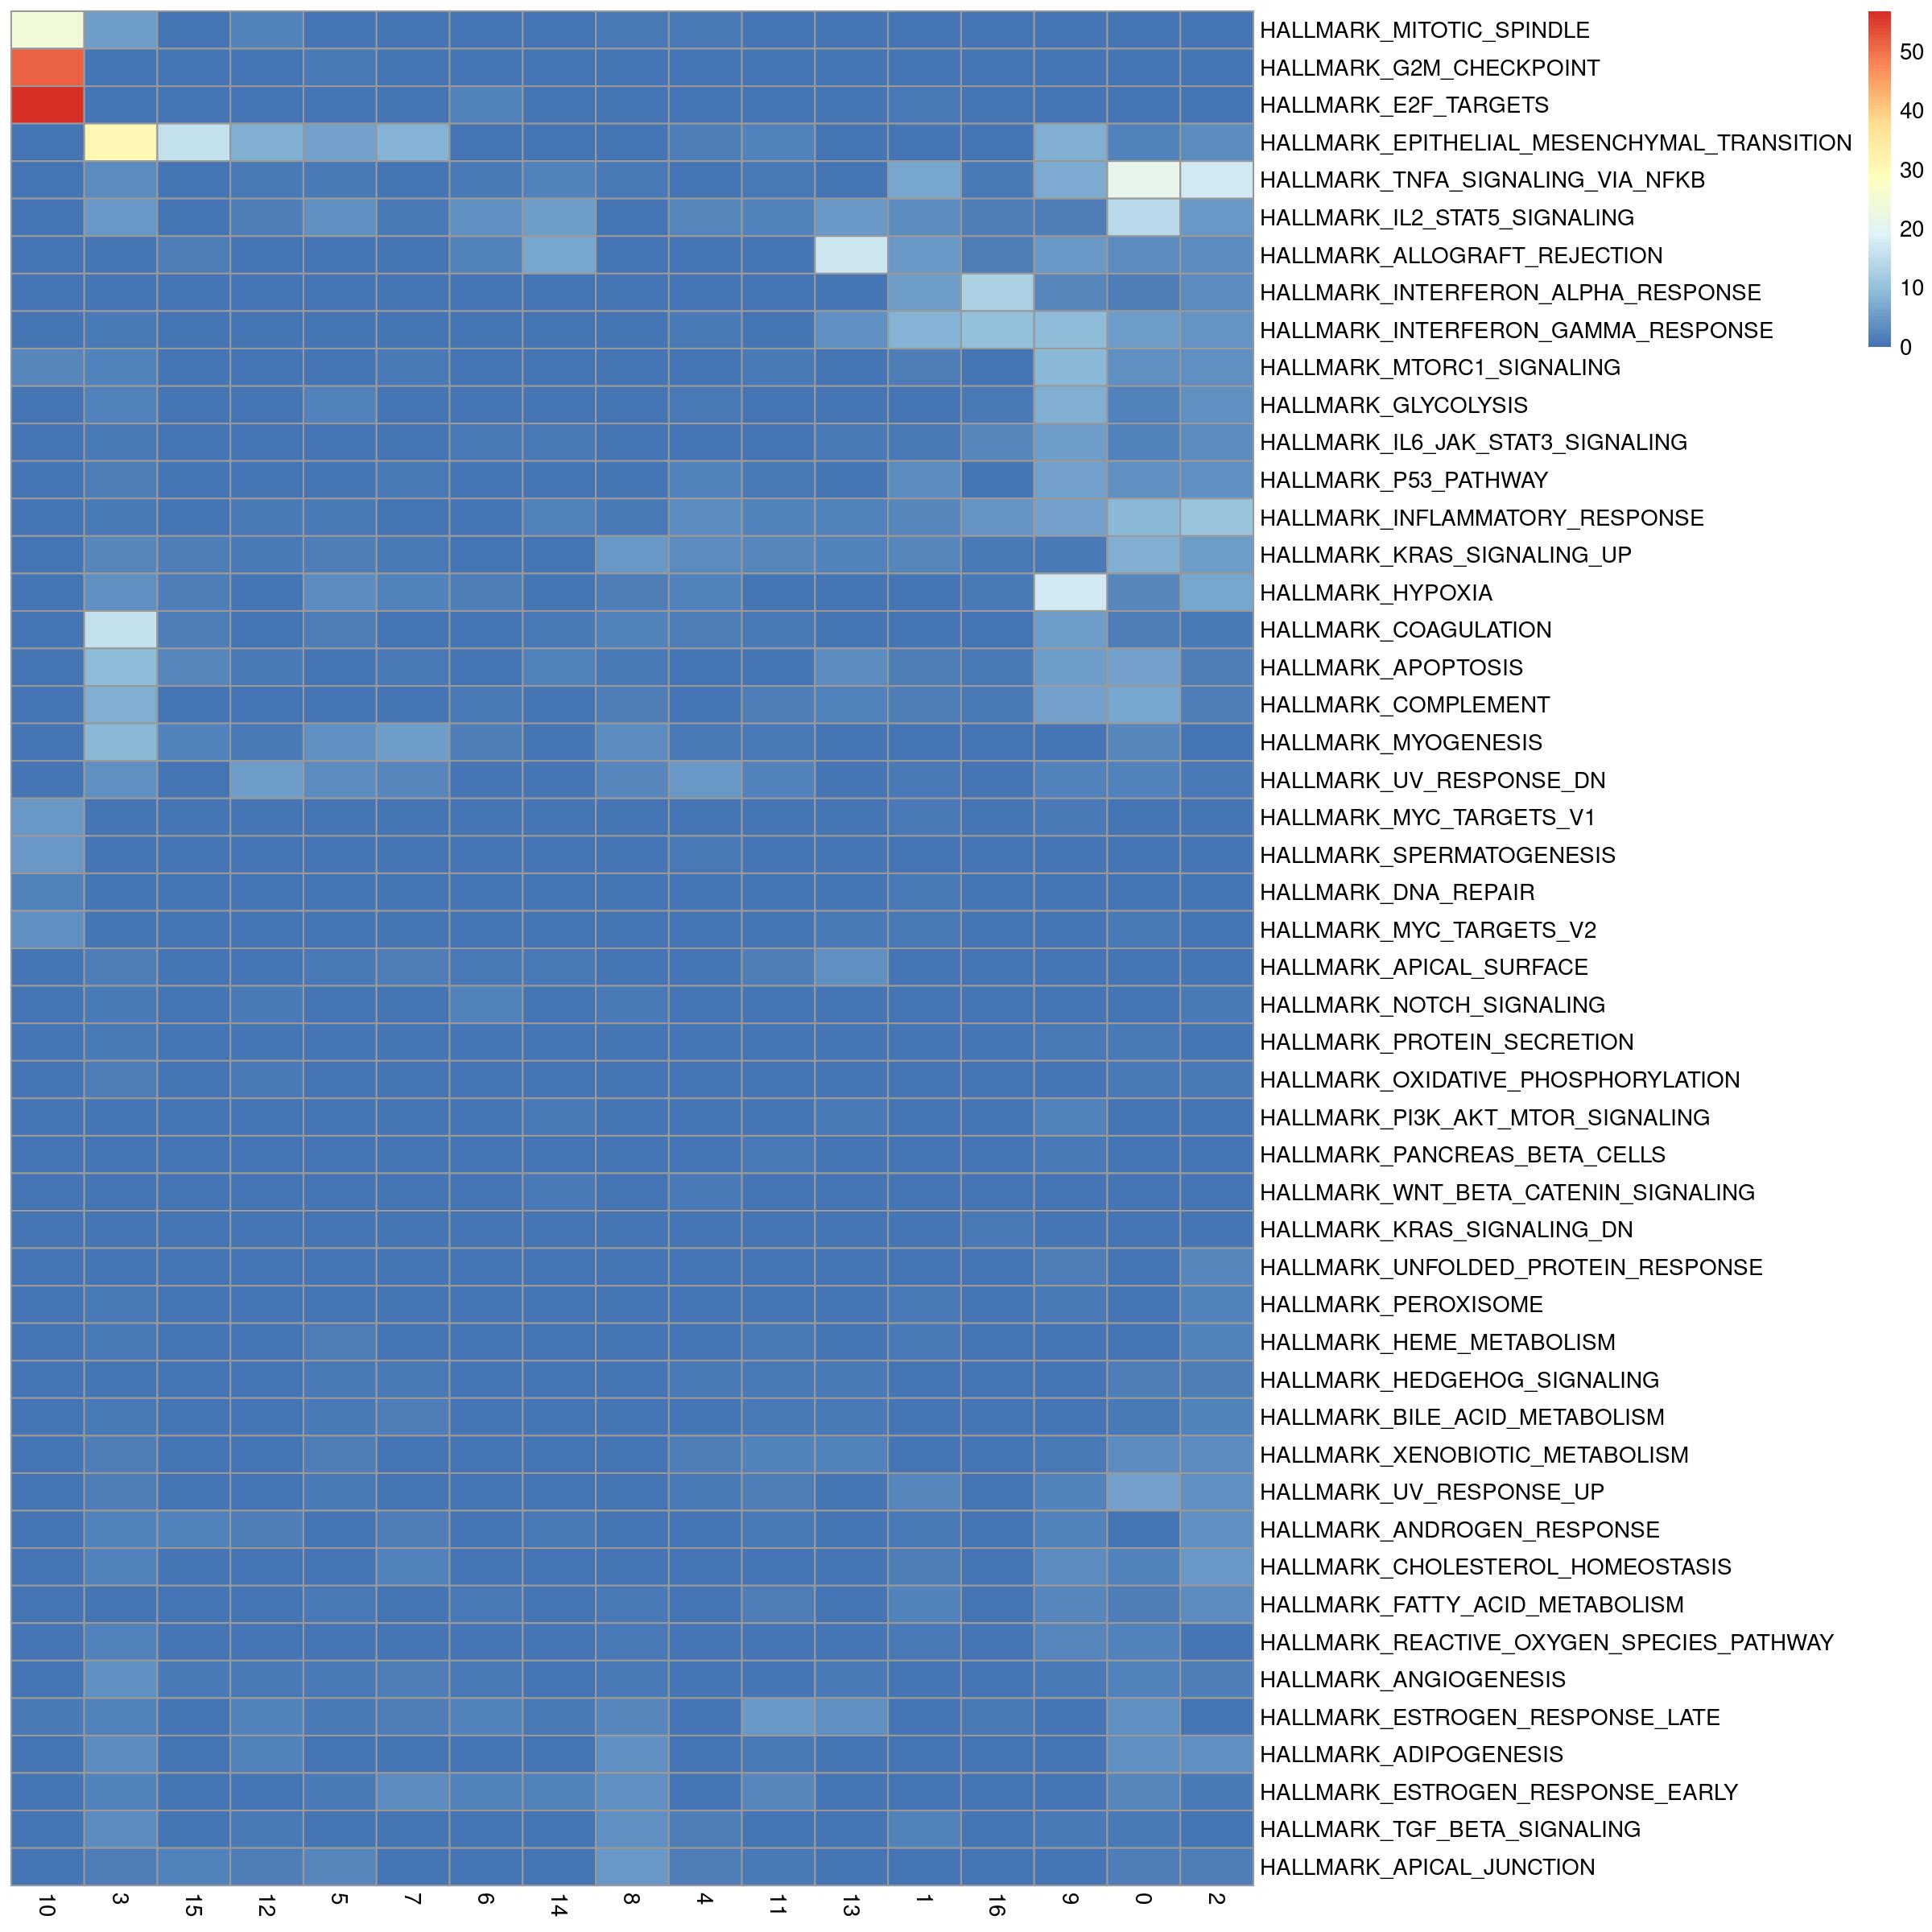 HALLMARK_MITOTIC_SPINDLE
HALLMARK_G2M_CHECKPOINT
HALLMARK_E2F_TARGETS
HALLMARK_EPITHELIAL_MESENCHYMAL_TRANSITION
HALLMARK_TNFA_SIGNALING_VIA_NFKB
HALLMARK_IL2_STAT5_SIGNALING
HALLMARK_ALLOGRAFT_REJECTION
HALLMARK_INTERFERON_ALPHA_RESPONSE
HALLMARK_INTERFERON_GAMMA_RESPONSE
HALLMARK_MTORC1_SIGNALING
HALLMARK_GLYCOLYSIS
HALLMARK_IL6_JAK_STAT3_SIGNALING
HALLMARK_P53_PATHWAY
HALLMARK_INFLAMMATORY_RESPONSE
HALLMARK_KRAS_SIGNALING_UP
HALLMARK_HYPOXIA
HALLMARK_COAGULATION
HALLMARK_APOPTOSIS
HALLMARK_COMPLEMENT
HALLMARK_MYOGENESIS
HALLMARK_UV_RESPONSE_DN
HALLMARK_MYC_TARGETS_V1
HALLMARK_SPERMATOGENESIS
HALLMARK_DNA_REPAIR
HALLMARK_MYC_TARGETS_V2
HALLMARK_APICAL_SURFACE
HALLMARK_NOTCH_SIGNALING
HALLMARK_PROTEIN_SECRETION
HALLMARK_OXIDATIVE_PHOSPHORYLATION
HALLMARK_PI3K_AKT_MTOR_SIGNALING
HALLMARK_PANCREAS_BETA_CELLS
HALLMARK_WNT_BETA_CATENIN_SIGNALING
HALLMARK_KRAS_SIGNALING_DN
HALLMARK_UNFOLDED_PROTEIN_RESPONSE
HALLMARK_PEROXISOME
HALLMARK_HEME_METABOLISM
HALLMARK_HEDGEHOG_SIGNALING
HALLMARK_BILE_ACID_METABOLISM
HALLMARK_XENOBIOTIC_METABOLISM
HALLMARK_UV_RESPONSE_UP
HALLMARK_ANDROGEN_RESPONSE
HALLMARK_CHOLESTEROL_HOMEOSTASIS
HALLMARK_FATTY_ACID_METABOLISM
HALLMARK_REACTIVE_OXYGEN_SPECIES_PATHWAY
HALLMARK_ANGIOGENESIS
HALLMARK_ESTROGEN_RESPONSE_LATE
HALLMARK_ADIPOGENESIS
HALLMARK_ESTROGEN_RESPONSE_EARLY
HALLMARK_TGF_BETA_SIGNALING
HALLMARK_APICAL_JUNCTION
10 3 15 12 5 7 6 14 8 4 11 13 1 16 9 0 2
50
40
30
20
10
0